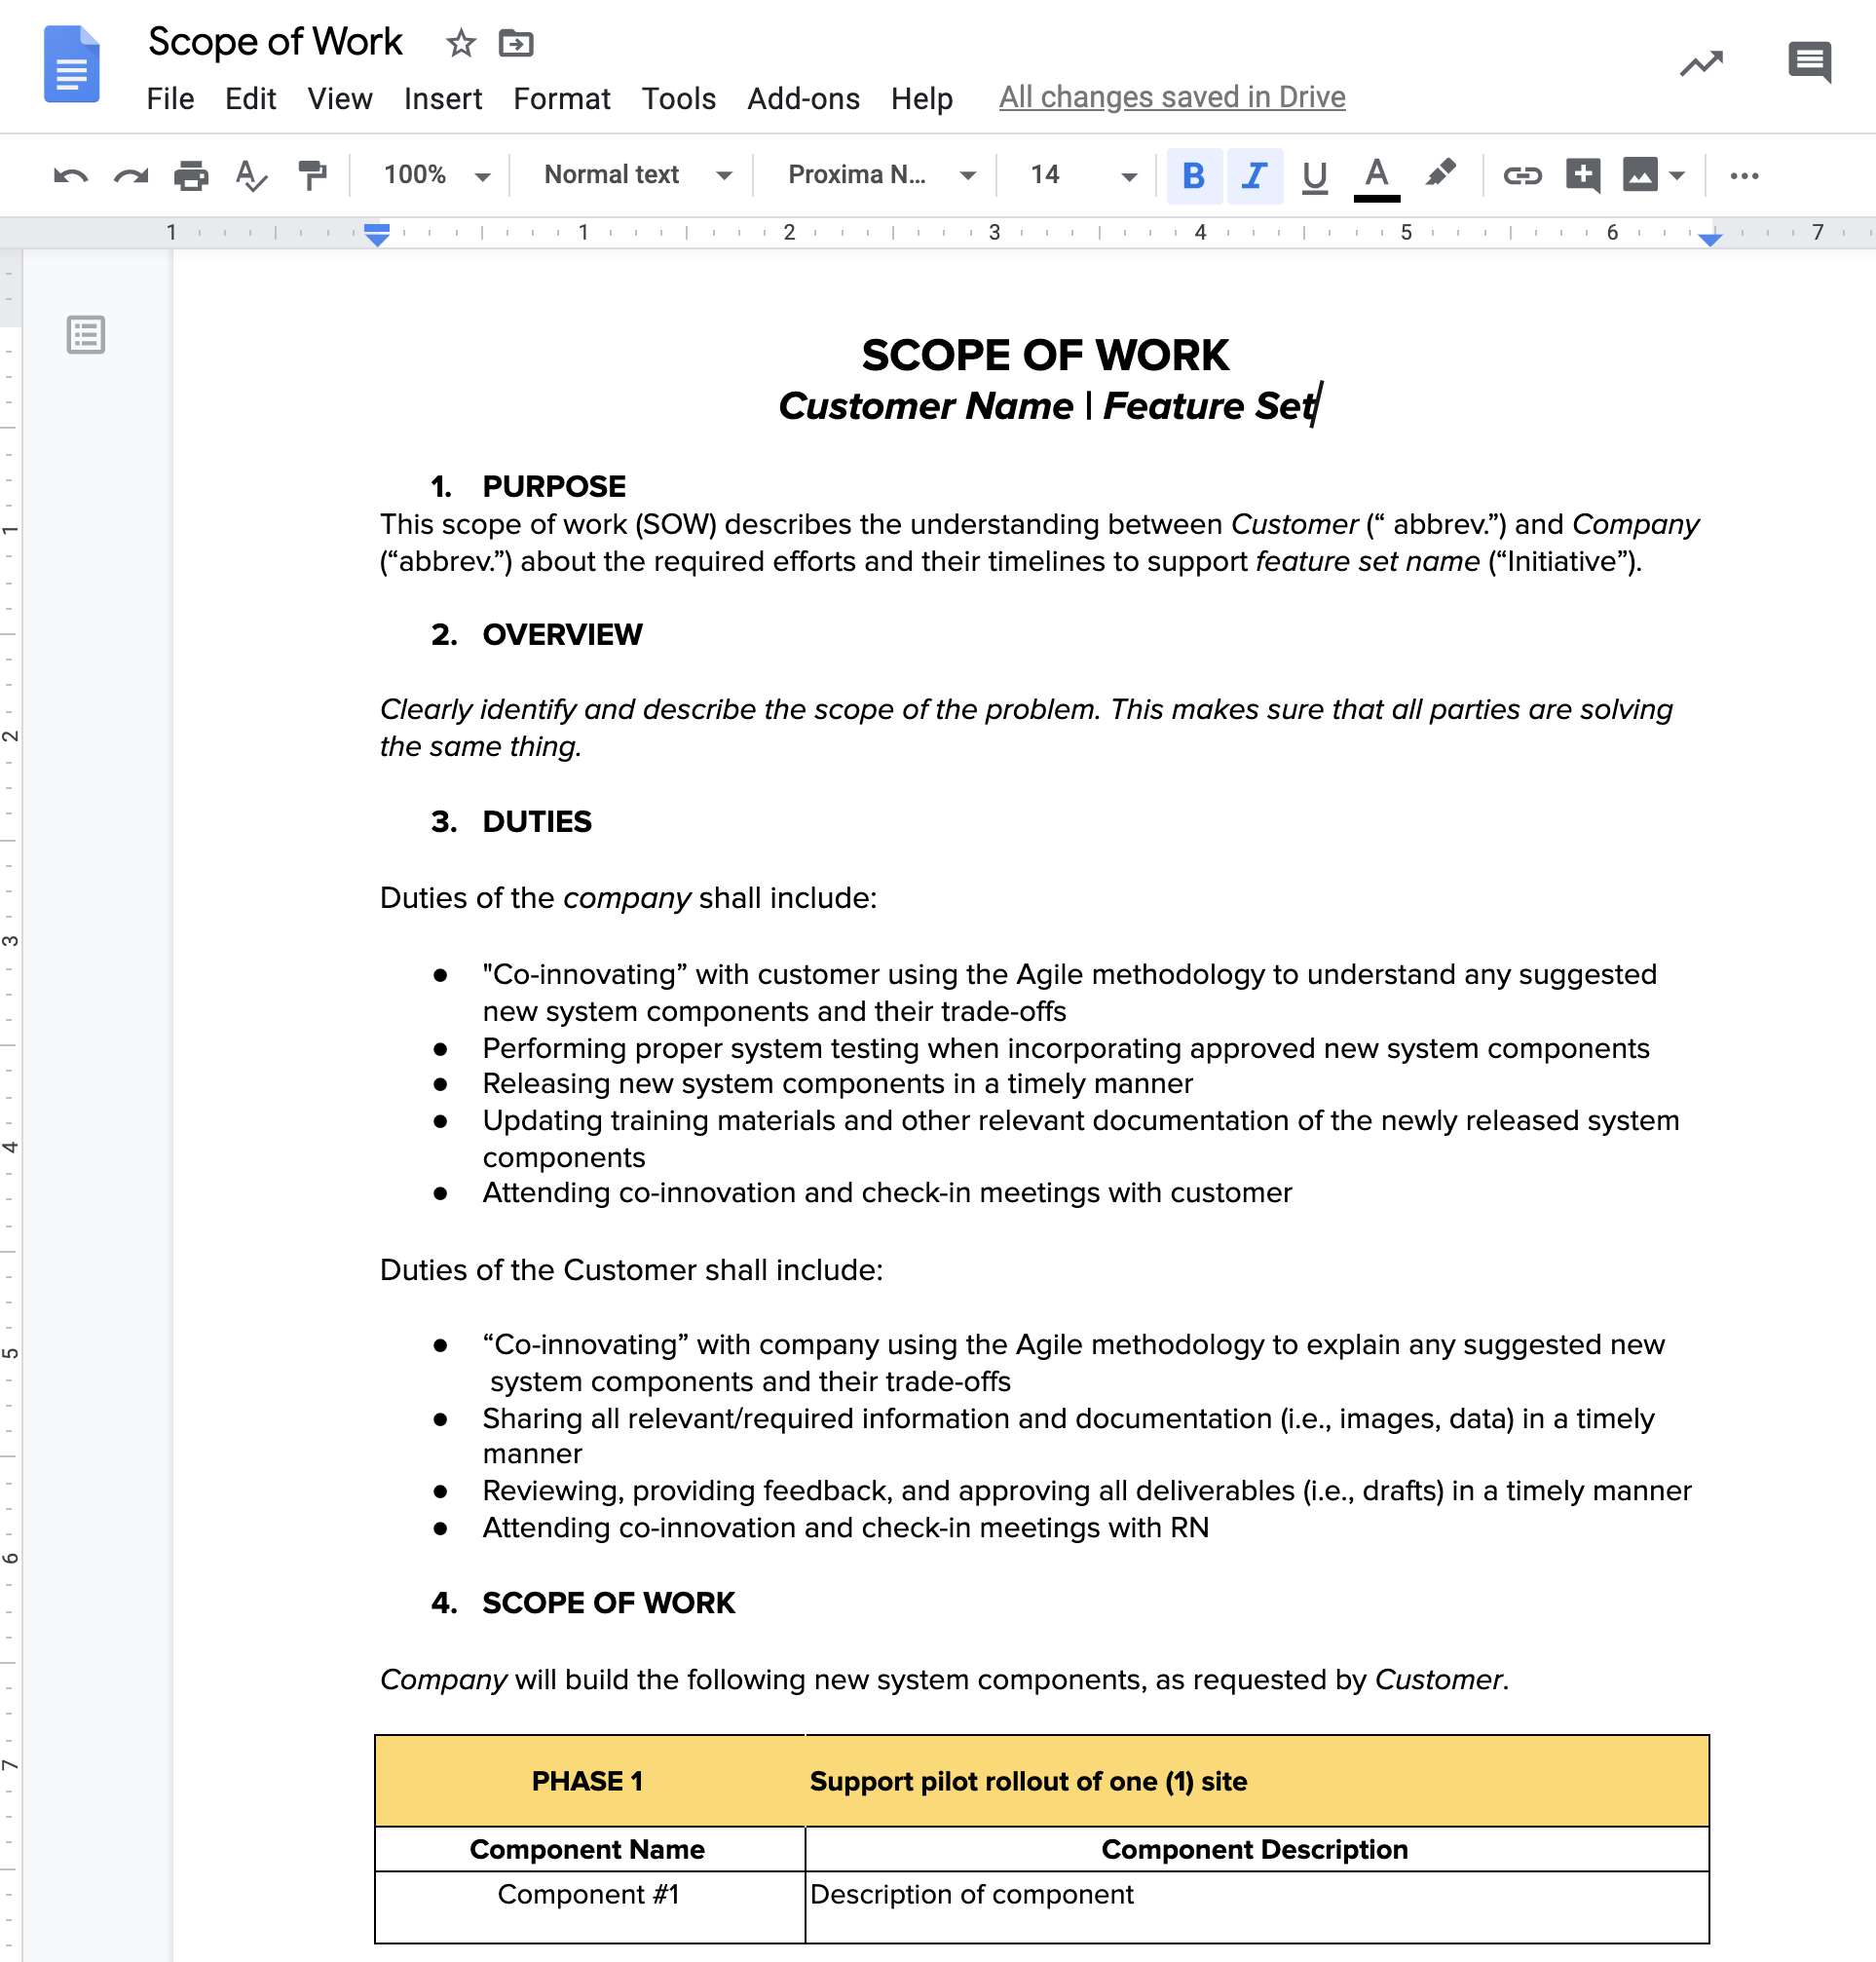 Scope of Work
File Edit View Insert Format Tools Add-ons Help All changes saved in Drive
100% Normal text Proxima N... 14 B I U A
1 1 2 3 4 5 6 7
SCOPE OF WORK
Customer Name | Feature Set
1. PURPOSE
This scope of work (SOW) describes the understanding between Customer (“ abbrev.”) and Company
(“abbrev.”) about the required efforts and their timelines to support feature set name (“Initiative”).
2. OVERVIEW
Clearly identify and describe the scope of the problem. This makes sure that all parties are solving
the same thing.
3. DUTIES
Duties of the company shall include:
● "Co-innovating” with customer using the Agile methodology to understand any suggested
new system components and their trade-offs
● Performing proper system testing when incorporating approved new system components
● Releasing new system components in a timely manner
● Updating training materials and other relevant documentation of the newly released system
components
● Attending co-innovation and check-in meetings with customer
Duties of the Customer shall include:
● “Co-innovating” with company using the Agile methodology to explain any suggested new
system components and their trade-offs
● Sharing all relevant/required information and documentation (i.e., images, data) in a timely
manner
● Reviewing, providing feedback, and approving all deliverables (i.e., drafts) in a timely manner
● Attending co-innovation and check-in meetings with RN
4. SCOPE OF WORK
Company will build the following new system components, as requested by Customer.
PHASE 1 Support pilot rollout of one (1) site
Component Name Component Description
Component #1 Description of component
1
2
3
4
5
6
7